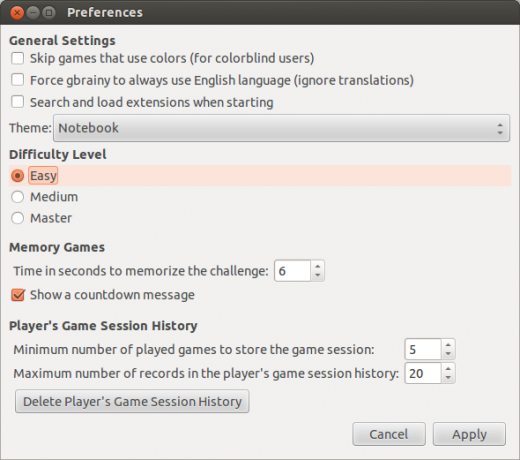 Preferences
General Settings
Skip games that use colors (for colorblind users)
Force gbrainy to always use English language (ignore translations)
Search and load extensions when starting
Theme: Notebook
Difficulty Level
Easy
Medium
Master
Memory Games
Time in seconds to memorize the challenge: 6
Show a countdown message
Player's Game Session History
Minimum number of played games to store the game session: 5
Maximum number of records in the player's game session history: 20
Delete Player's Game Session History
Cancel Apply